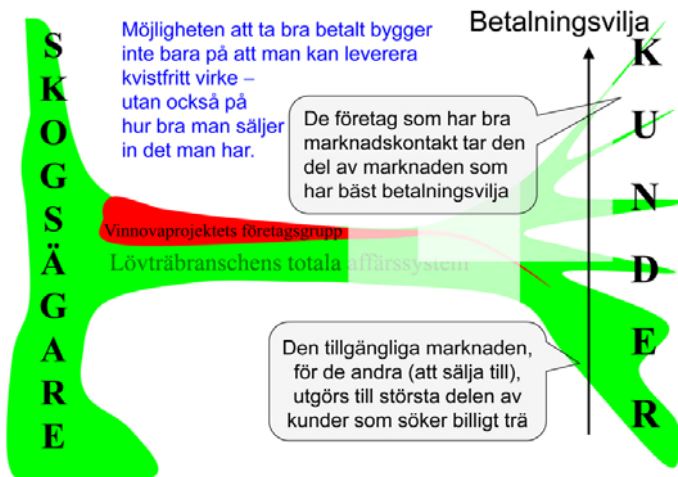 SKOGSÄGARE
Möjligheten att ta bra betalt bygger
inte bara på att man kan leverera
kvistfritt virke –
utan också på
hur bra man säljer
in det man har.
Betalningsvilja
KUNDER
De företag som har bra
marknadskontakt tar den
del av marknaden som
har bäst betalningsvilja
Vinnovaprojektets företagsgrupp
Lövträbranschens totala affärssystem
Den tillgängliga marknaden,
för de andra (att sälja till),
utgörs till största delen av
kunder som söker billigt trä